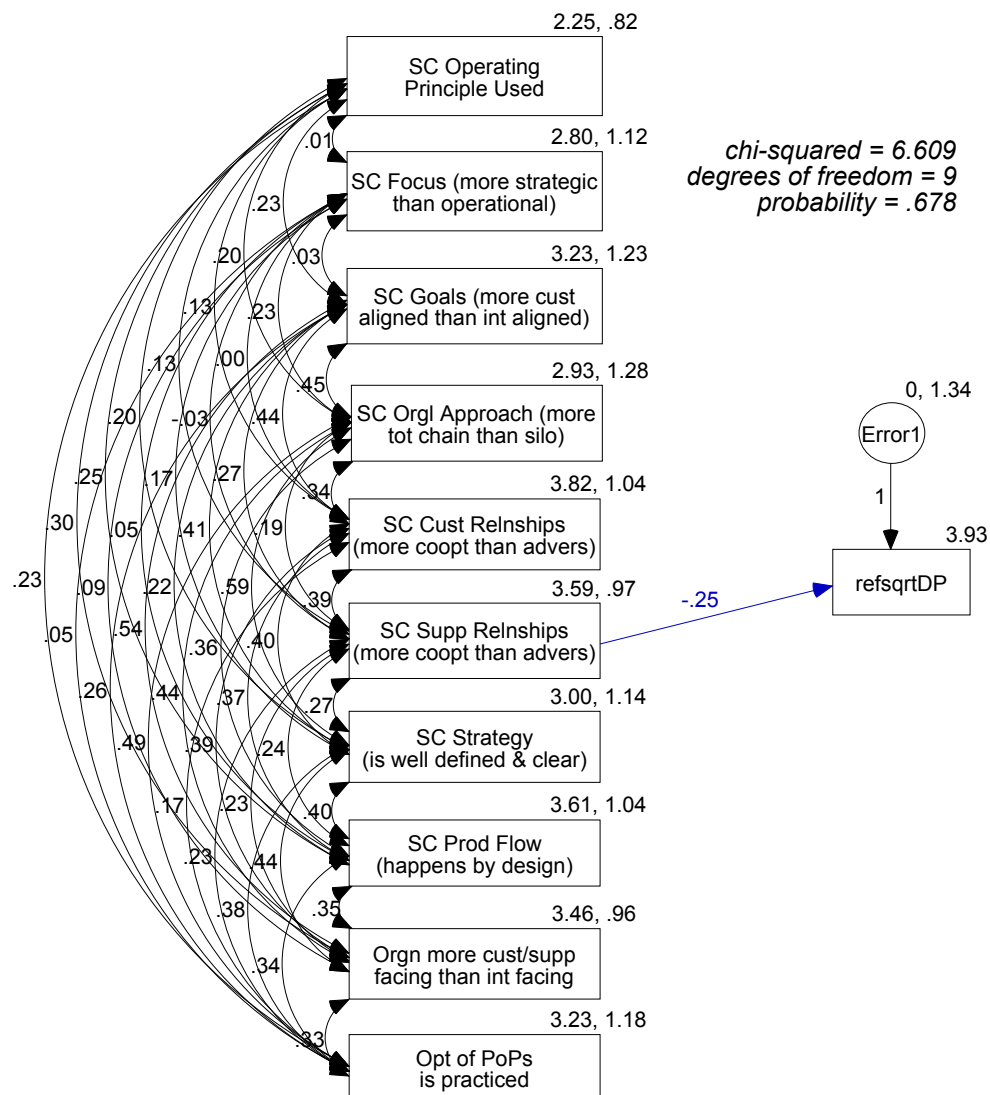 2.25, .82
SC Operating
Principle Used
.01
2.80, 1.12
chi-squared = 6.609
degrees of freedom = 9
probability = .678
SC Focus (more strategic
than operational)
.23
.20
.03
3.23, 1.23
SC Goals (more cust
aligned than int aligned)
.13
.23
.13
.00
2.93, 1.28
.45
SC Orgl Approach (more
tot chain than silo)
0, 1.34
Error1
.20
-.03
.44
.25
.17
.27
.34
3.82, 1.04
1
.30
.05
.41
.19
SC Cust Relnships
(more coopt than advers)
3.93
refsqrtDP
.23
.09
.22
.59
.39
3.59, .97
-.25
.05
.54
.36
.40
SC Supp Relnships
(more coopt than advers)
.26
.44
.37
.27
3.00, 1.14
.49
.39
.24
SC Strategy
(is well defined & clear)
.17
.23
.40
3.61, 1.04
.23
.44
SC Prod Flow
(happens by design)
.38
.35
3.46, .96
.34
Orgn more cust/supp
facing than int facing
.33
3.23, 1.18
Opt of PoPs
is practiced